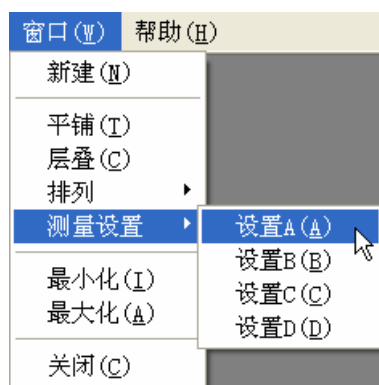 窗口(W) 帮助(H)
新建(N)
平铺(T)
层叠(C)
排列
测量设置
设置A(A)
设置B(B)
设置C(C)
设置D(D)
最小化(I)
最大化(A)
关闭(C)